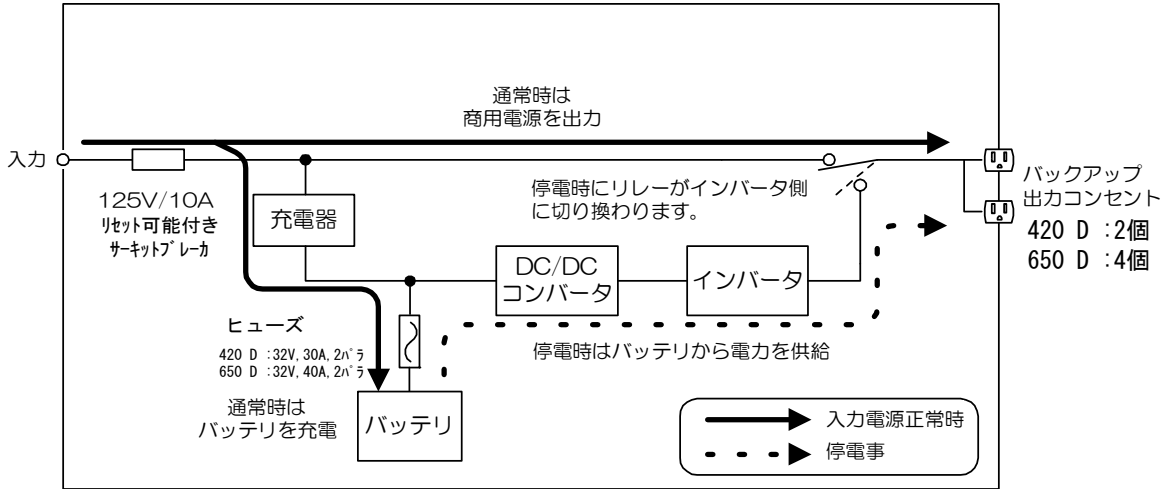 通常時は
商用電源を出力
入力
125V/10A
リセット可能付き
サーキットブレーカ
充電器
停電時にリレーがインバータ側
に切り換わります。
バックアップ
出力コンセント
420 D :2個
650 D :4個
DC/DC
コンバータ
インバータ
ヒューズ
420 D :32V, 30A, 2パラ
650 D :32V, 40A, 2パラ
停電時はバッテリから電力を供給
通常時は
バッテリを充電
バッテリ
入力電源正常時
停電事